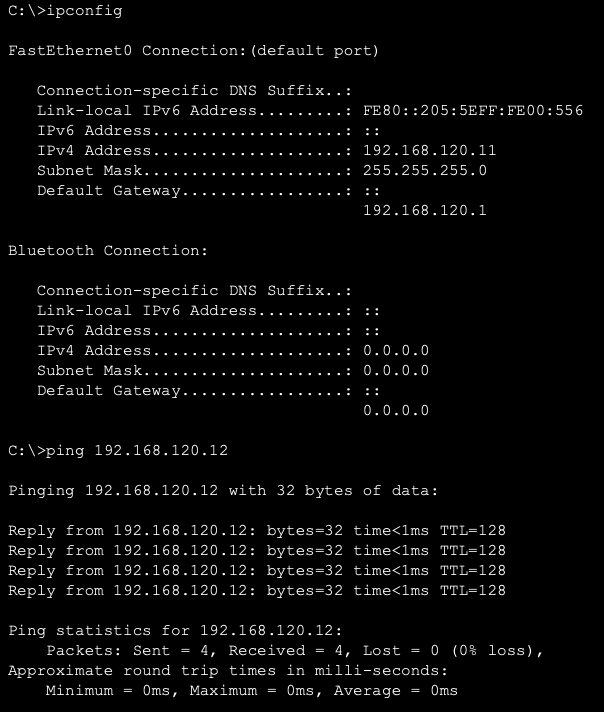 C:\>ipconfig
FastEthernet0 Connection:(default port)
Connection-specific DNS Suffix..:
Link-local IPv6 Address.........: FE80::205:5EFF:FE00:556
IPv6 Address....................: ::
IPv4 Address....................: 192.168.120.11
Subnet Mask.....................: 255.255.255.0
Default Gateway.................: ::
192.168.120.1
Bluetooth Connection:
Connection-specific DNS Suffix..:
Link-local IPv6 Address.........: ::
IPv6 Address....................: ::
IPv4 Address....................: 0.0.0.0
Subnet Mask.....................: 0.0.0.0
Default Gateway.................: ::
0.0.0.0
C:\>ping 192.168.120.12
Pinging 192.168.120.12 with 32 bytes of data:
Reply from 192.168.120.12: bytes=32 time<1ms TTL=128
Reply from 192.168.120.12: bytes=32 time<1ms TTL=128
Reply from 192.168.120.12: bytes=32 time<1ms TTL=128
Reply from 192.168.120.12: bytes=32 time<1ms TTL=128
Ping statistics for 192.168.120.12:
Packets: Sent = 4, Received = 4, Lost = 0 (0% loss),
Approximate round trip times in milli-seconds:
Minimum = 0ms, Maximum = 0ms, Average = 0ms